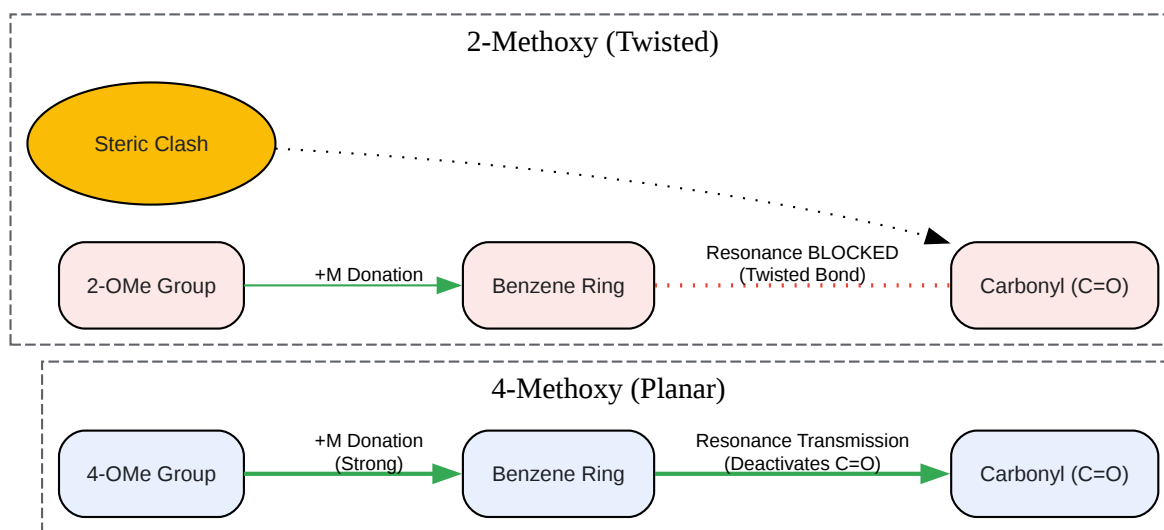 2-Methoxy (Twisted)
Steric Clash
2-OMe Group
+M Donation
Benzene Ring
Resonance BLOCKED
(Twisted Bond)
Carbonyl (C=O)
4-Methoxy (Planar)
4-OMe Group
+M Donation
(Strong)
Benzene Ring
Resonance Transmission
(Deactivates C=O)
Carbonyl (C=O)